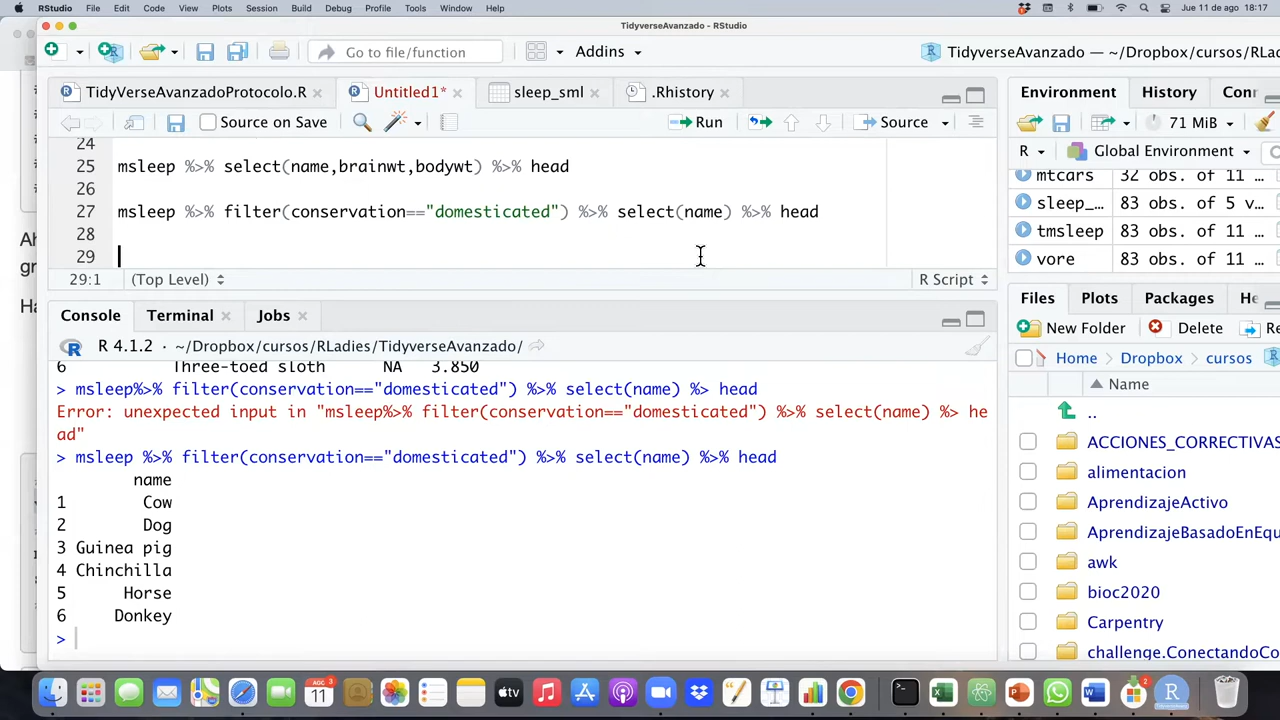 RStudio File Edit Code View Plots Session Build Debug Profile Tools Window Help Jue 11 de ago 18:17
TidyverseAvanzado - RStudio
Go to file/function Addins TidyverseAvanzado — ~/Dropbox/cursos/RLa
TidyVerseAvanzadoProtocolo.R Untitled1* sleep_sml .Rhistory
Source on Save Run Source
24
25 msleep %>% select(name,brainwt,bodywt) %>% head
26
27 msleep %>% filter(conservation=="domesticated") %>% select(name) %>% head
28
29
29:1 (Top Level) R Script
Console Terminal Jobs
R 4.1.2 · ~/Dropbox/cursos/RLadies/TidyverseAvanzado/
6 Three-toed sloth NA 3.850
> msleep%>% filter(conservation=="domesticated") %>% select(name) %> head
Error: unexpected input in "msleep%>% filter(conservation=="domesticated") %>% select(name) %> he
ad"
> msleep %>% filter(conservation=="domesticated") %>% select(name) %>% head
name
1 Cow
2 Dog
3 Guinea pig
4 Chinchilla
5 Horse
6 Donkey
>
Environment History Conr
71 MiB
R Global Environment
mtcars 32 obs. of 11
sleep_… 83 obs. of 5 v
tmsleep 83 obs. of 11
vore 83 obs. of 11
Files Plots Packages He
New Folder Delete Re
Home Dropbox cursos
Name
..
ACCIONES_CORRECTIVAS
alimentacion
AprendizajeActivo
AprendizajeBasadoEnEqu
awk
bioc2020
Carpentry
challenge.ConectandoCo
AGO 3
11
tv
2